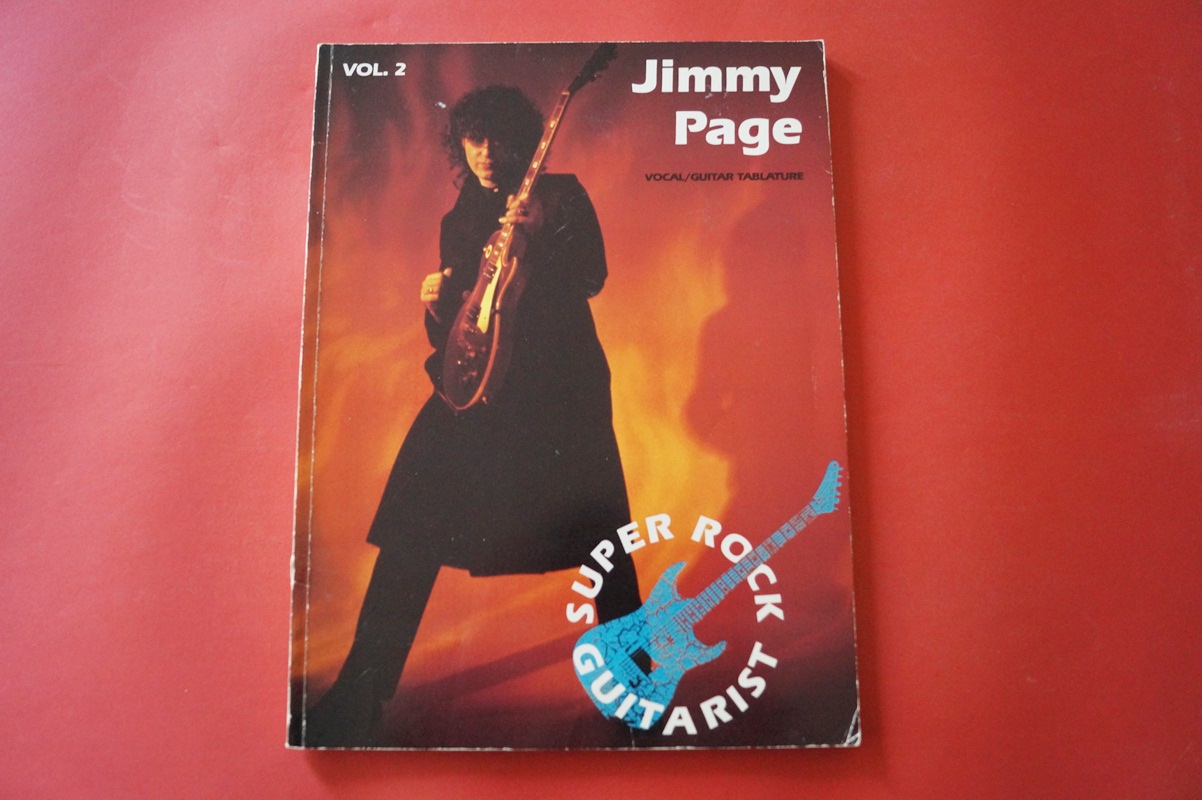 VOL. 2
Jimmy
Page
VOCAL/GUITAR TABLATURE
SUPER ROCK
GUITARIST